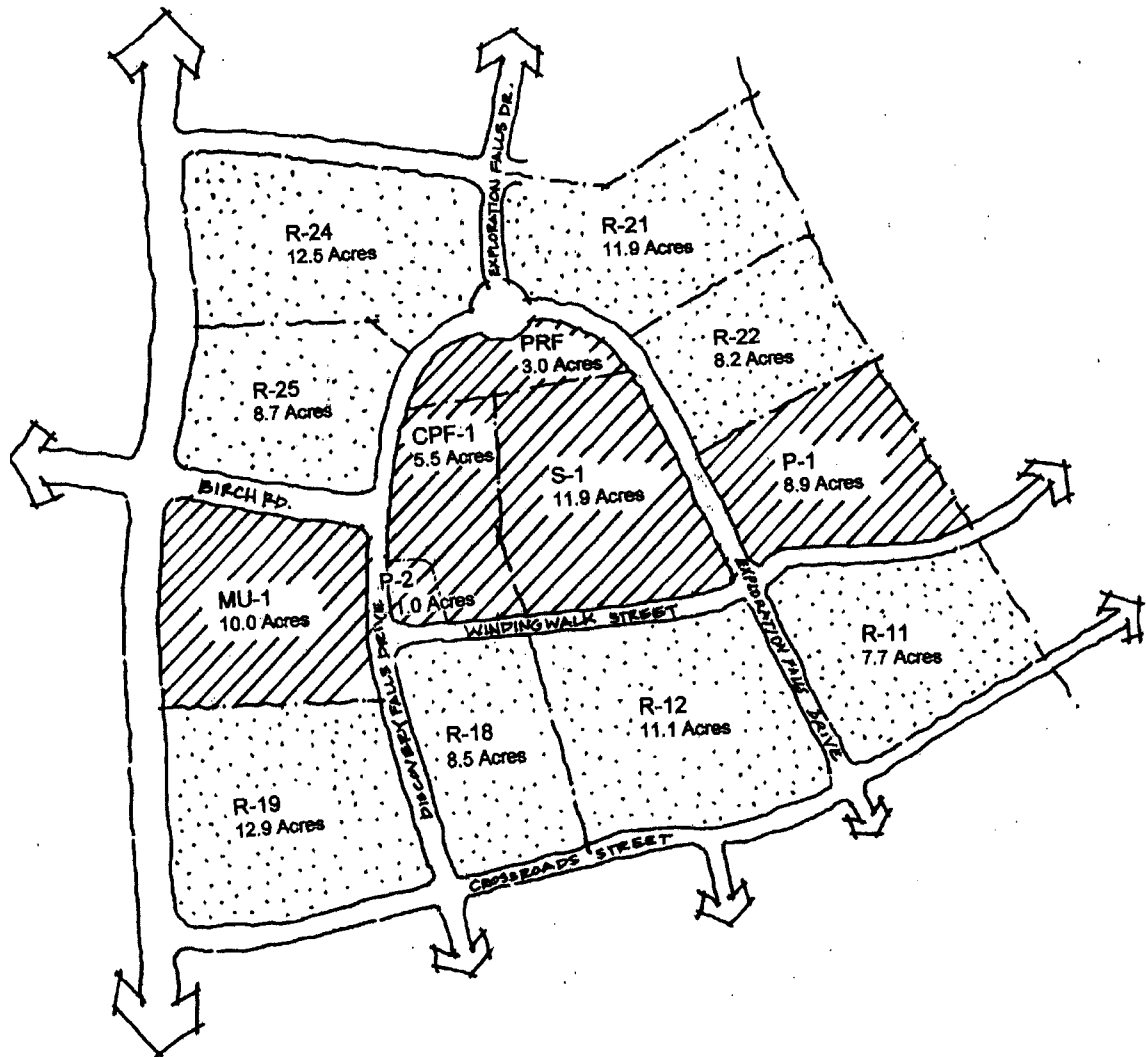 EXPLORATION FALLS DR.
R-24
12.5 Acres
R-21
11.9 Acres
PRF
3.0 Acres
R-22
8.2 Acres
R-25
8.7 Acres
CPF-1
5.5 Acres
S-1
11.9 Acres
P-1
8.9 Acres
BIRCH RD.
MU-1
10.0 Acres
P-2
1.0 Acres
WINDINGWALK STREET
EXPLORATION FALLS DRIVE
R-11
7.7 Acres
DISCOVERY FALLS DRIVE
R-18
8.5 Acres
R-12
11.1 Acres
R-19
12.9 Acres
CROSSROADS STREET